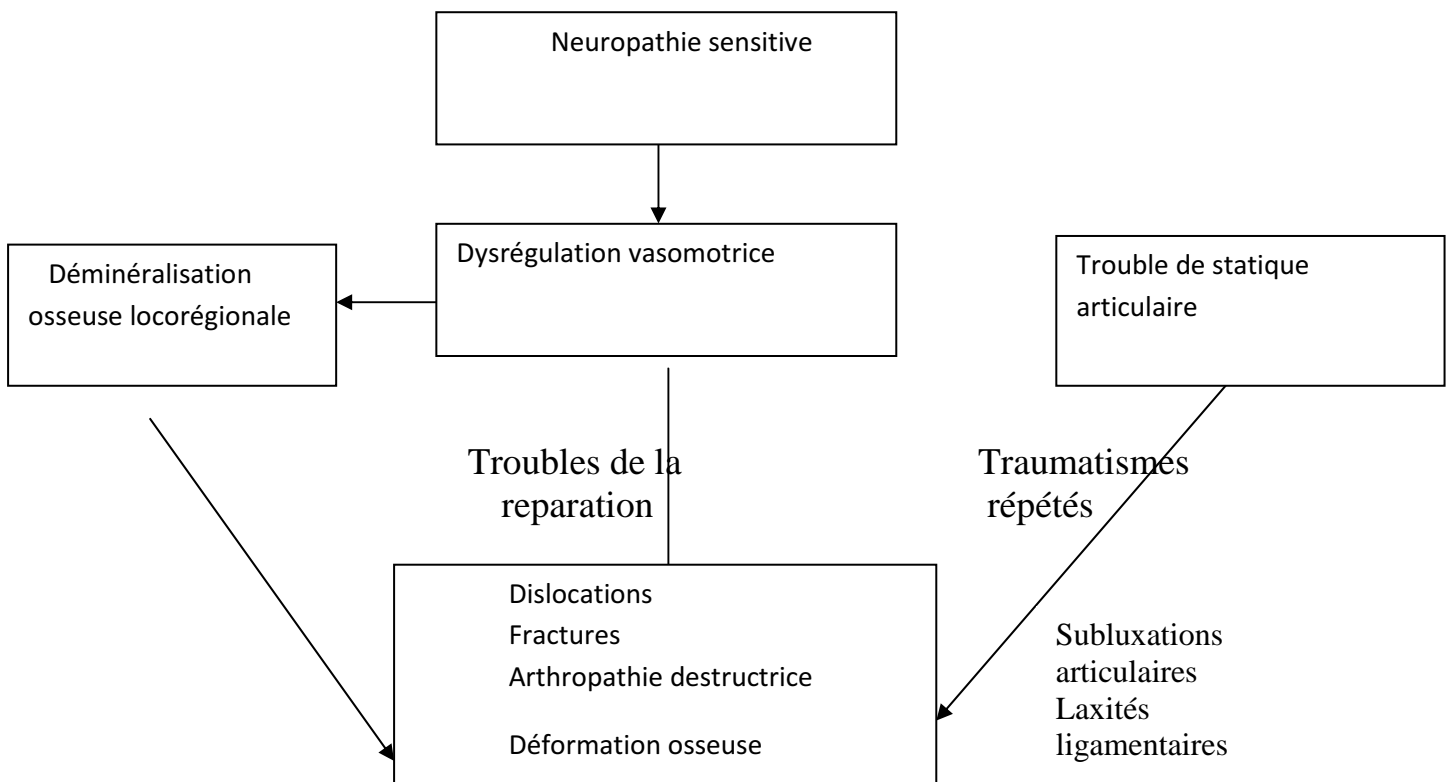 Neuropathie sensitive
Dysrégulation vasomotrice
Déminéralisation
osseuse locorégionale
Trouble de statique
articulaire
Troubles de la
reparation
Traumatismes
répétés
Dislocations
Fractures
Arthropathie destructrice
Déformation osseuse
Subluxations
articulaires
Laxités
ligamentaires